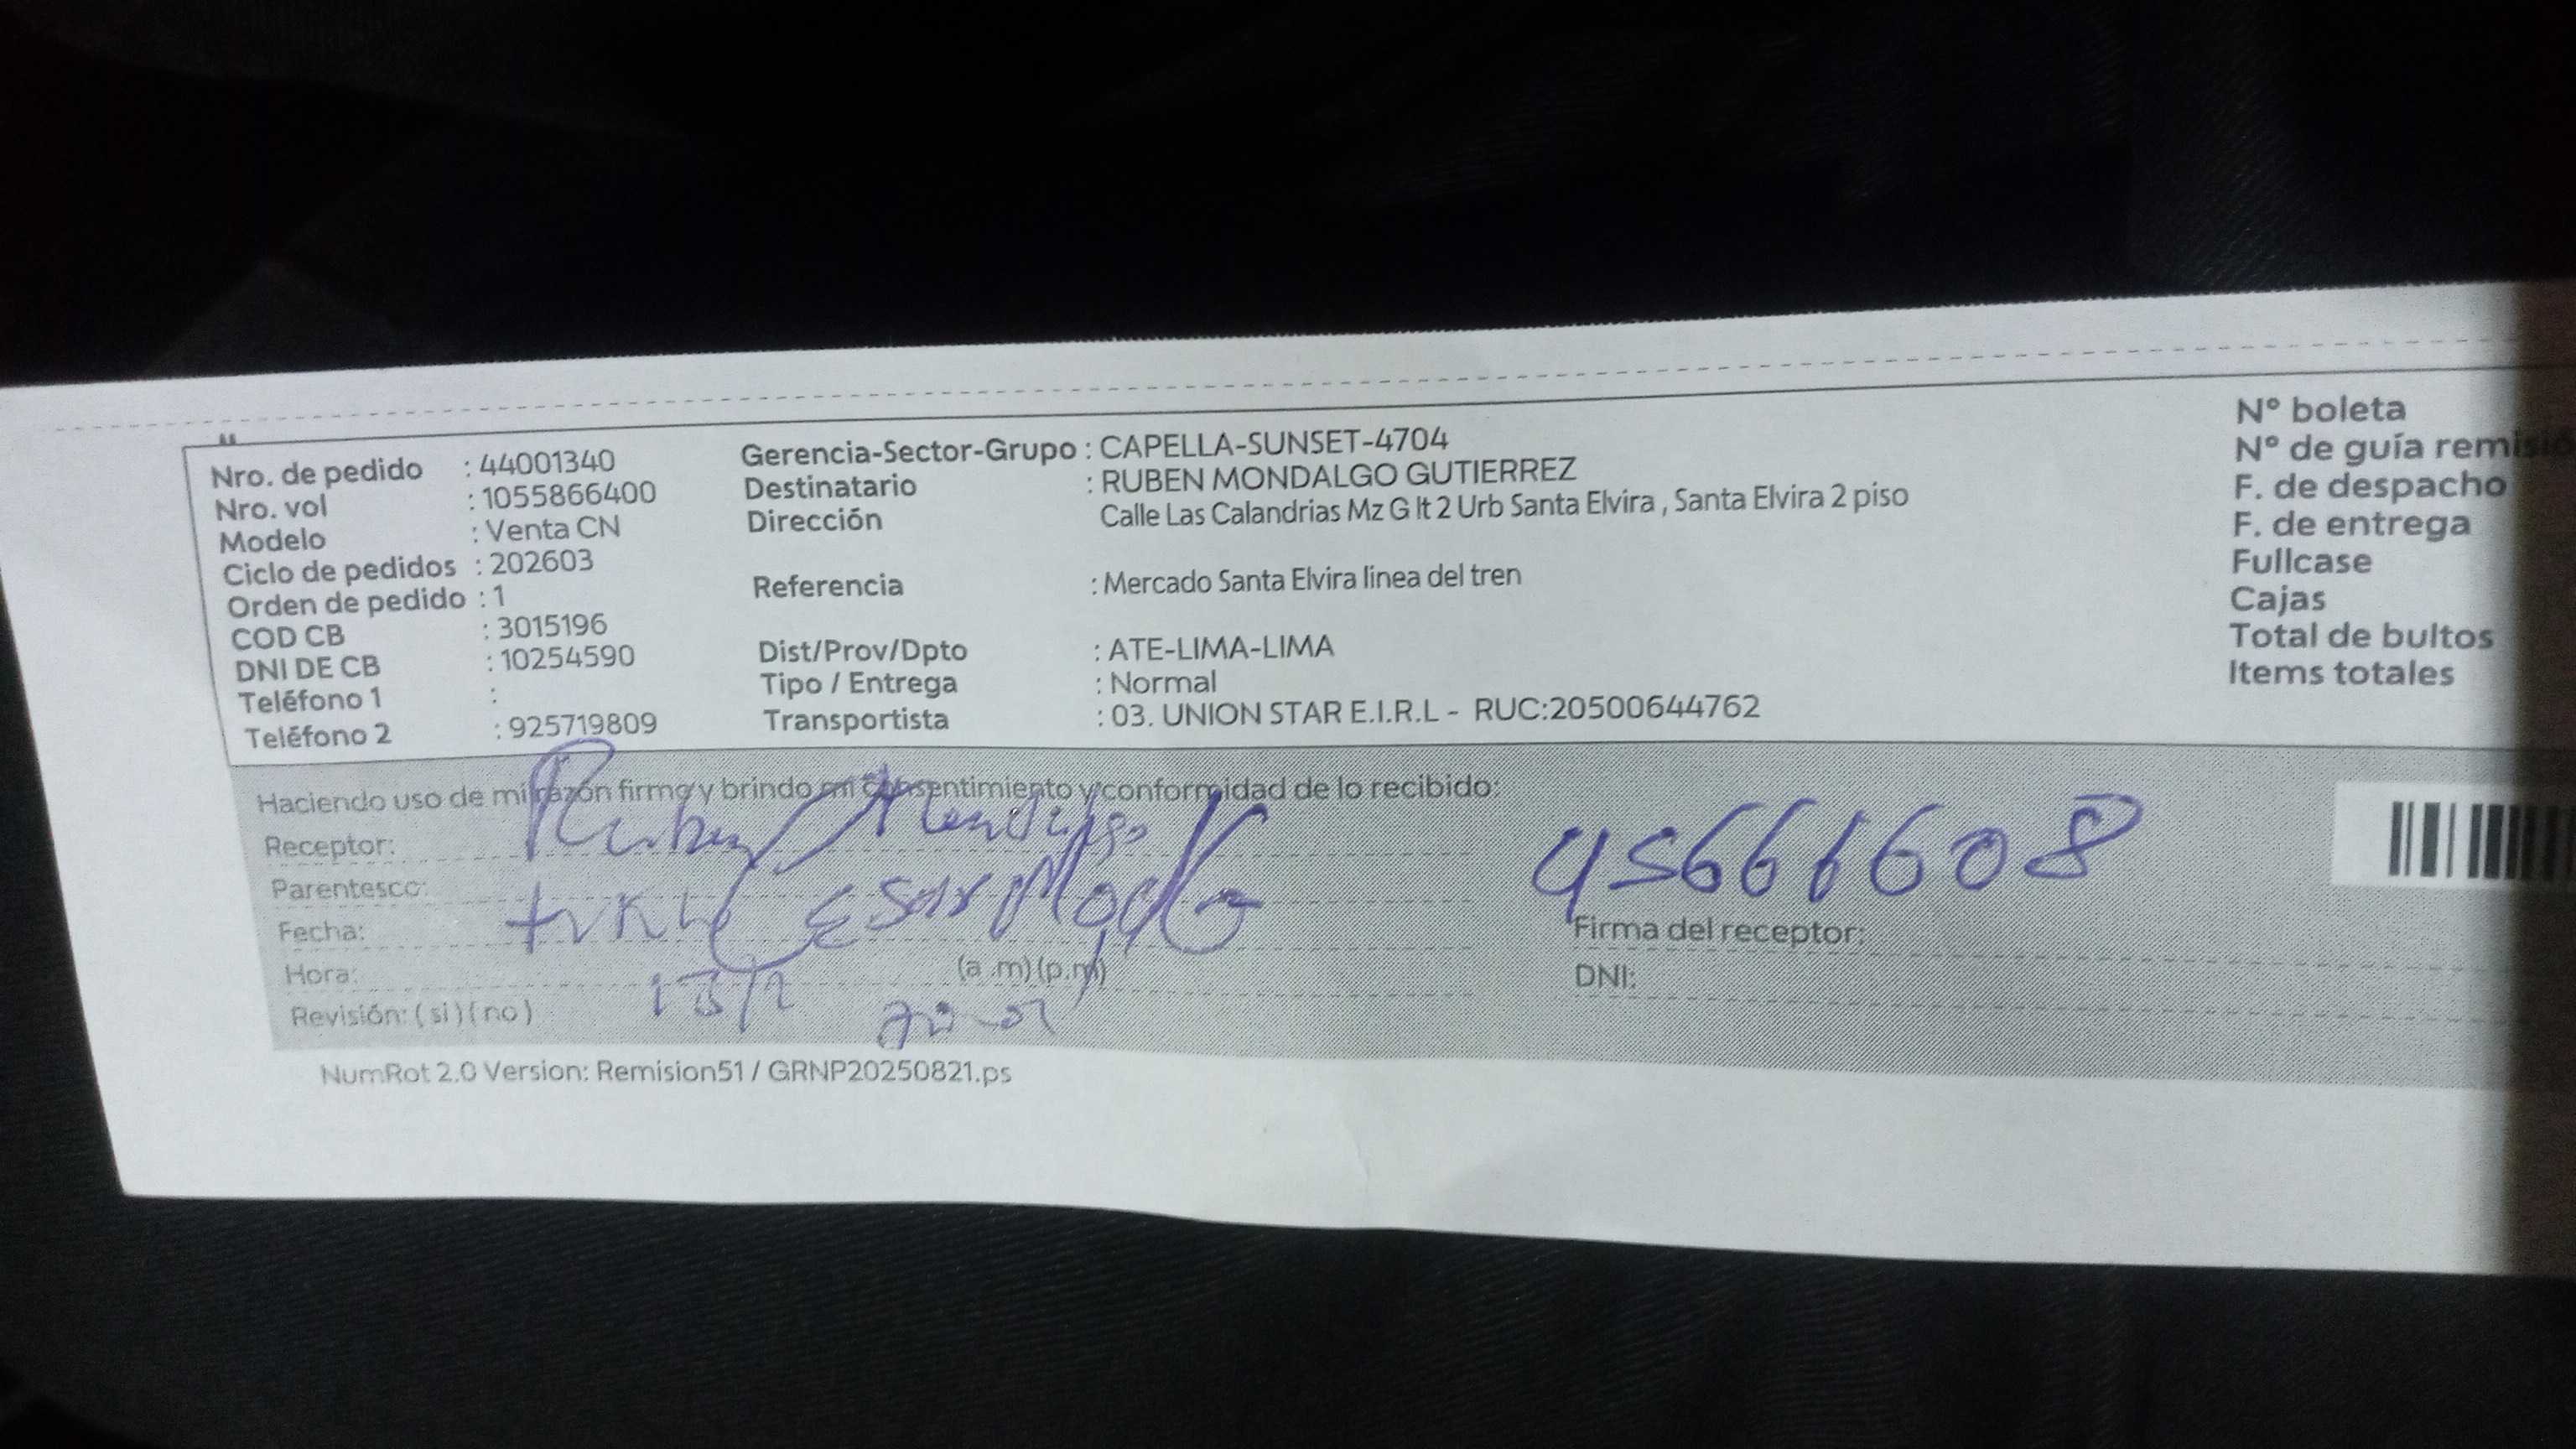 Nro. de pedido : 44001340
Nro. vol : 1055866400
Modelo : Venta CN
Ciclo de pedidos : 202603
Orden de pedido : 1
COD CB : 3015196
DNI DE CB : 10254590
Teléfono 1 :
Teléfono 2 : 925719809
Gerencia-Sector-Grupo : CAPELLA-SUNSET-4704
Destinatario : RUBEN MONDALGO GUTIERREZ
Dirección Calle Las Calandrias Mz G lt 2 Urb Santa Elvira , Santa Elvira 2 piso
Referencia : Mercado Santa Elvira linea del tren
Dist/Prov/Dpto : ATE-LIMA-LIMA
Tipo / Entrega : Normal
Transportista : 03. UNION STAR E.I.R.L - RUC:20500644762
N° boleta
N° de guía remisió
F. de despacho
F. de entrega
Fullcase
Cajas
Total de bultos
Items totales
Haciendo uso de mi razón firmo y brindo mi consentimiento y conformidad de lo recibido:
Receptor: Ruben
Parentesco:
Fecha:
Hora: (a .m) (p.m)
Revisión: ( si ) ( no )
45666608
Firma del receptor:
DNI:
NumRot 2.0 Version: Remision51 / GRNP20250821.ps